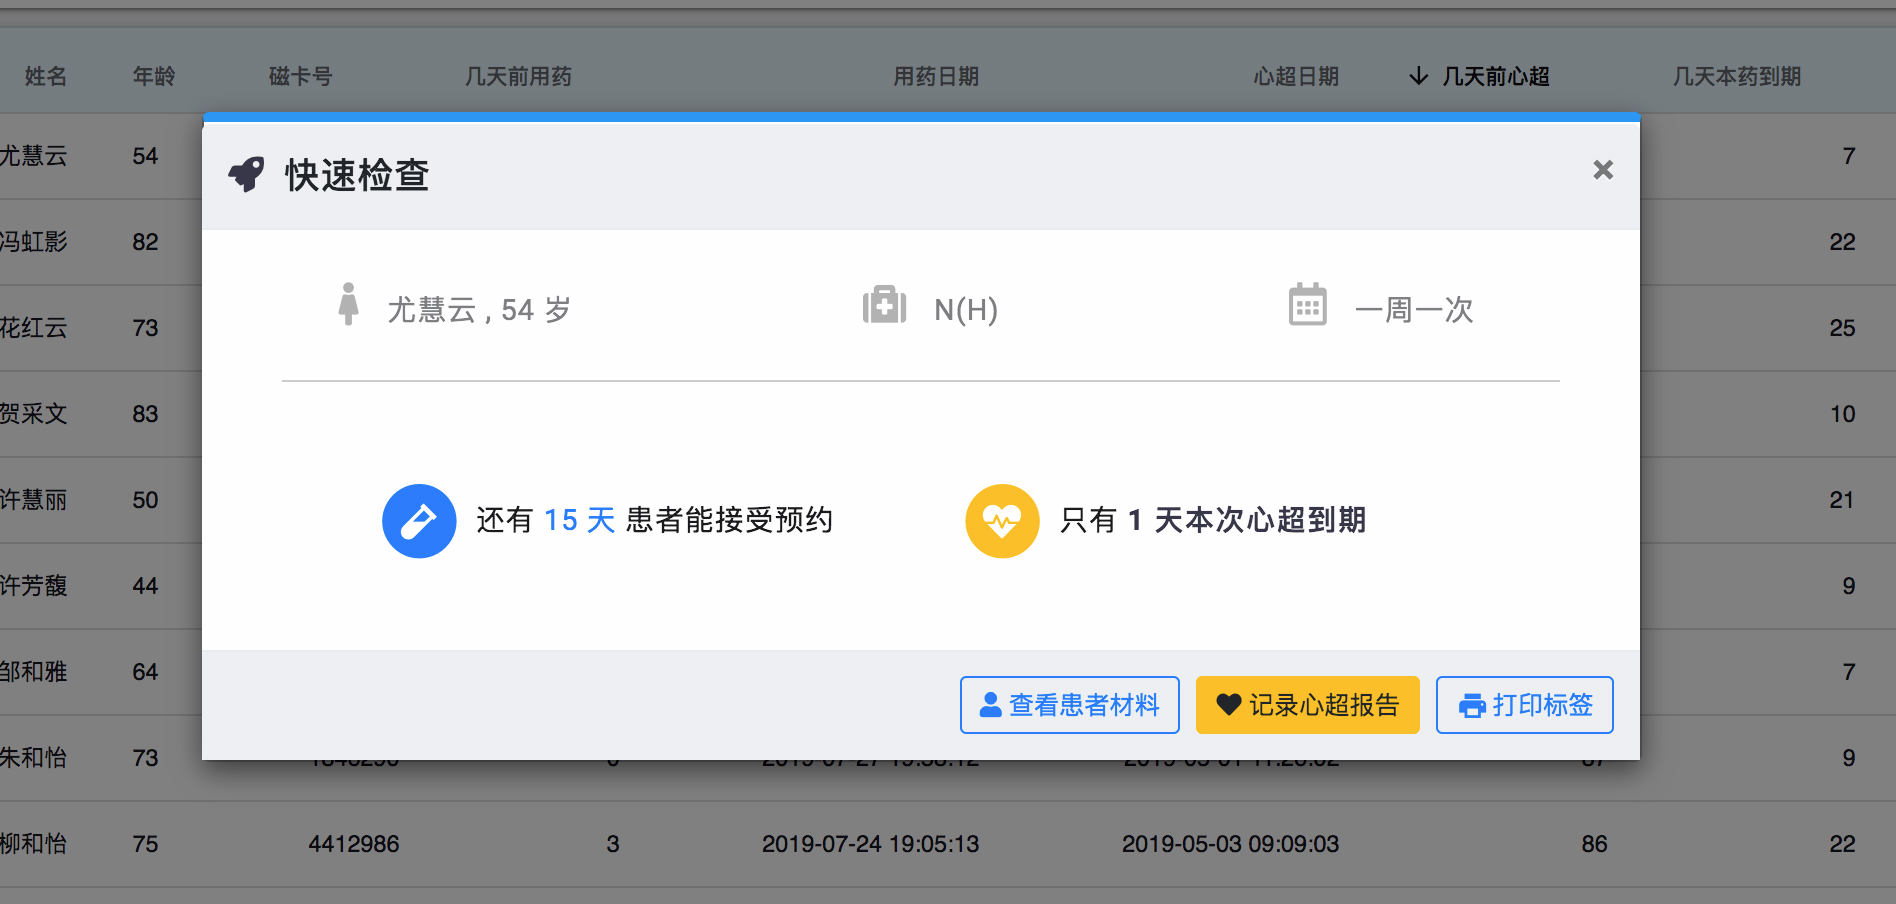 姓名 年龄 磁卡号 几天前用药 用药日期 心超日期 几天前心超 几天本药到期
尤慧云 54 7
快速检查
冯虹影 82 22
尤慧云 , 54 岁 N(H) 一周一次
花红云 73 25
贺采文 83 10
许慧丽 50 21
还有 15 天 患者能接受预约 只有 1 天本次心超到期
许芳馥 44 9
邹和雅 64 7
查看患者材料 记录心超报告 打印标签
朱和怡 73 9
柳和怡 75 4412986 3 2019-07-24 19:05:13 2019-05-03 09:09:03 86 22